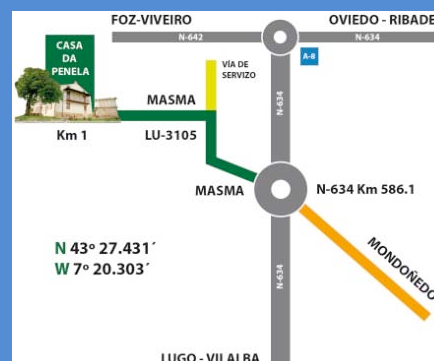 FOZ-VIVEIRO
OVIEDO - RIBADE
N-642
N-634
CASA
DA
PENELA
VÍA DE
SERVIZO
A-8
MASMA
N-634
Km 1
LU-3105
MASMA
N-634 Km 586.1
N 43º 27.431´
W 7º 20.303´
MONDOÑEDO
N-634
LUGO - VILALBA